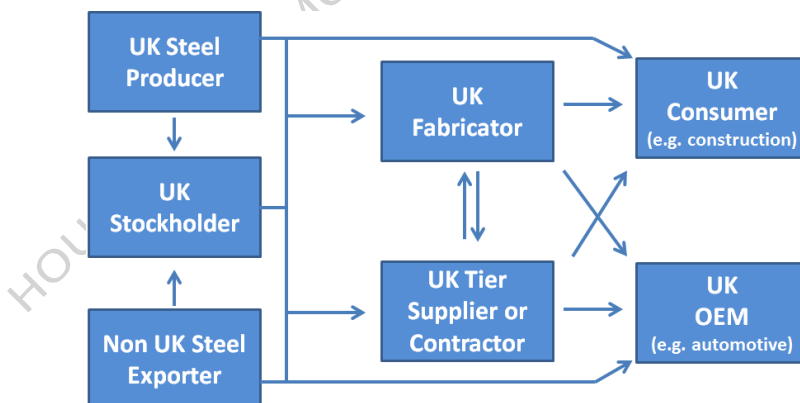 UK Steel
Producer
UK
Stockholder
Non UK Steel
Exporter
UK
Fabricator
UK Tier
Supplier or
Contractor
UK
Consumer
(e.g. construction)
UK
OEM
(e.g. automotive)